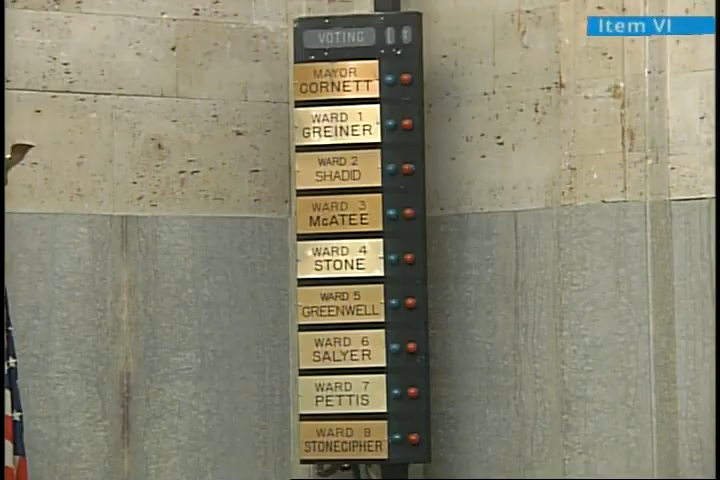 Item VI
VOTING
MAYOR
CORNETT
WARD 1
GREINER
WARD 2
SHADID
WARD 3
McATEE
WARD 4
STONE
WARD 5
GREENWELL
WARD 6
SALYER
WARD 7
PETTIS
WARD 8
STONECIPHER